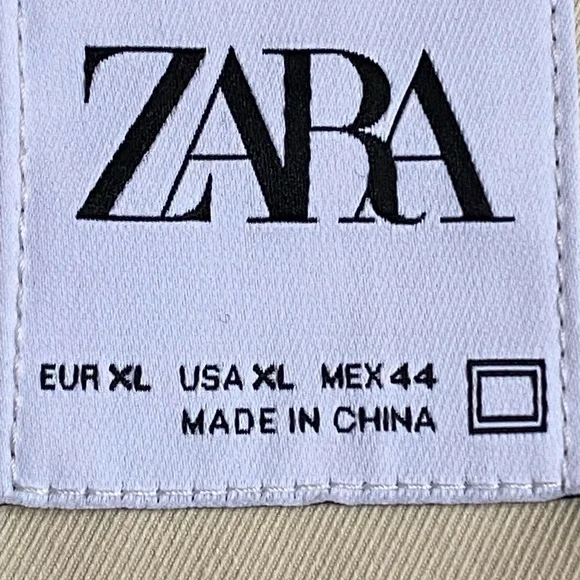 ZARA
EUR XL USA XL MEX 44
MADE IN CHINA